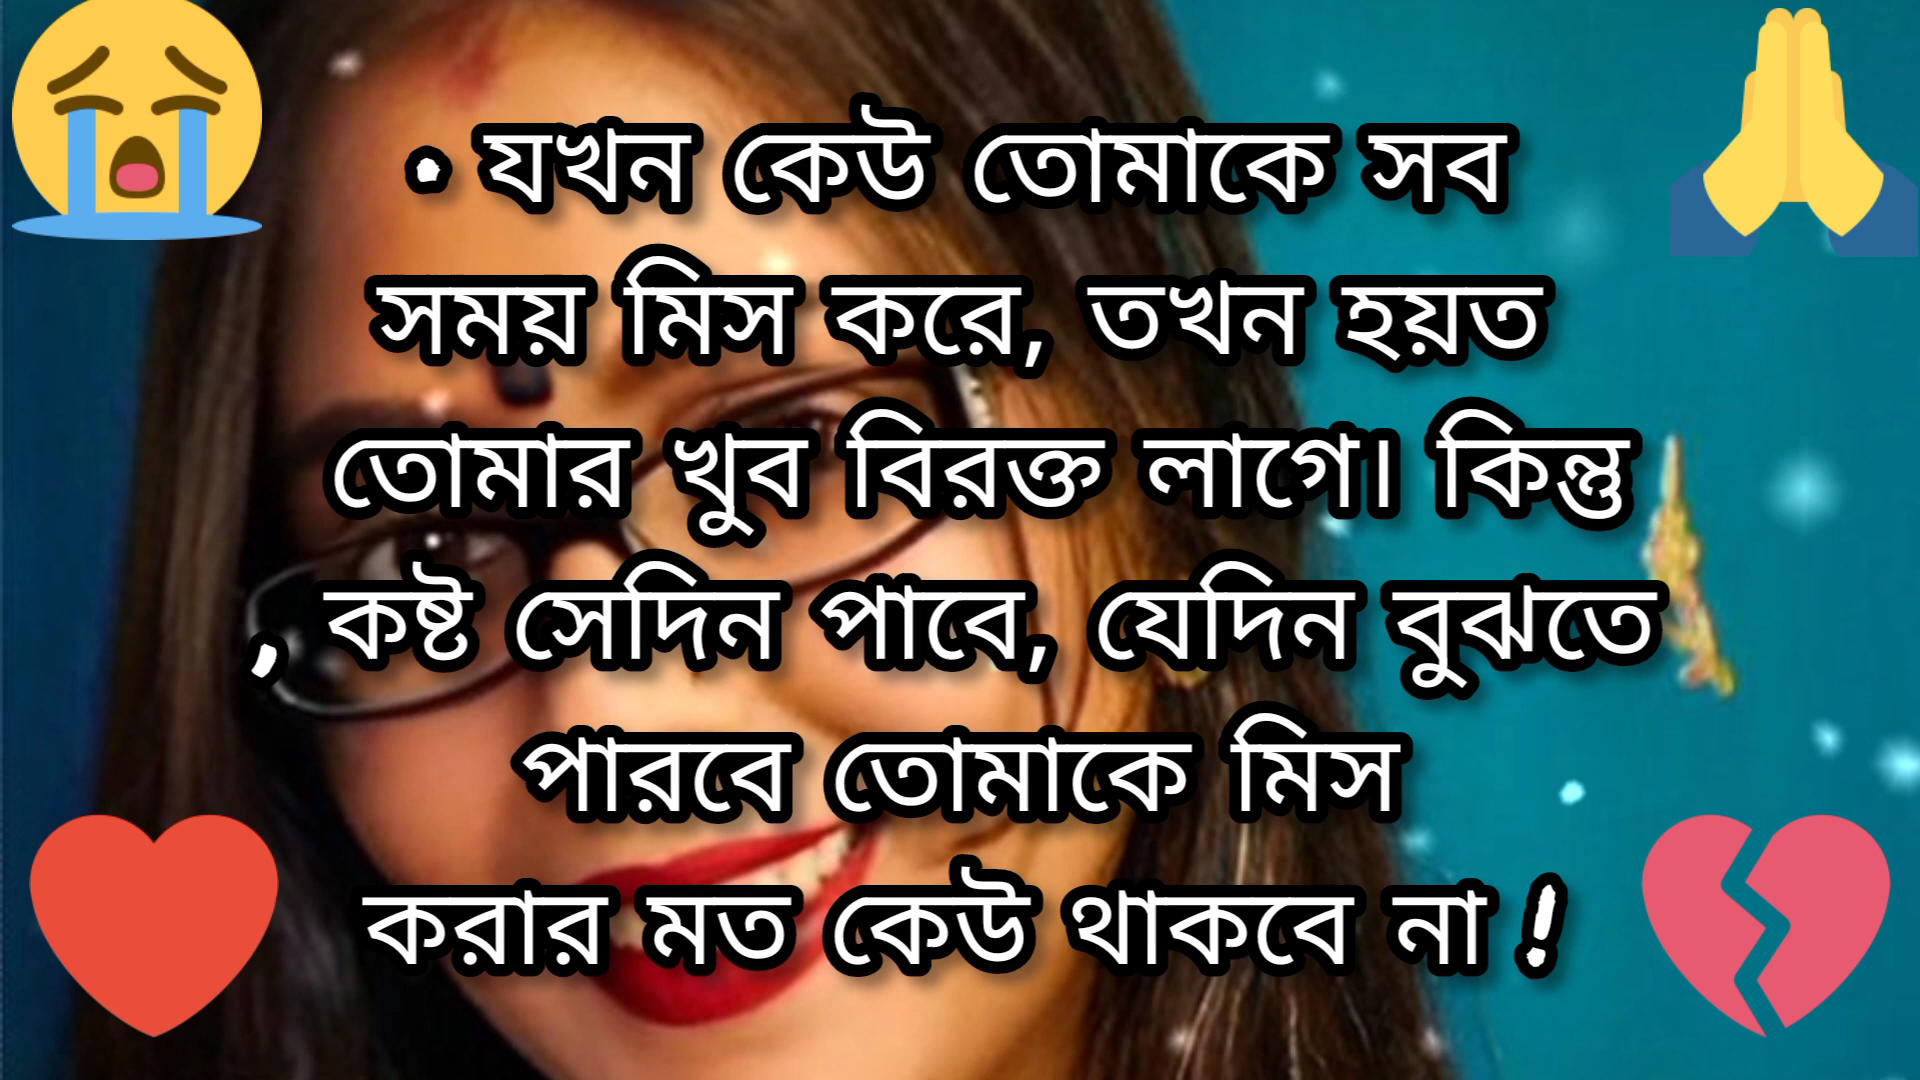 • যখন কেউ তোমাকে সব
সময় মিস করে, তখন হয়ত
তোমার খুব বিরক্ত লাগে। কিন্তু
, কষ্ট সেদিন পাবে, যেদিন বুঝতে
পারবে তোমাকে মিস
করার মত কেউ থাকবে না !